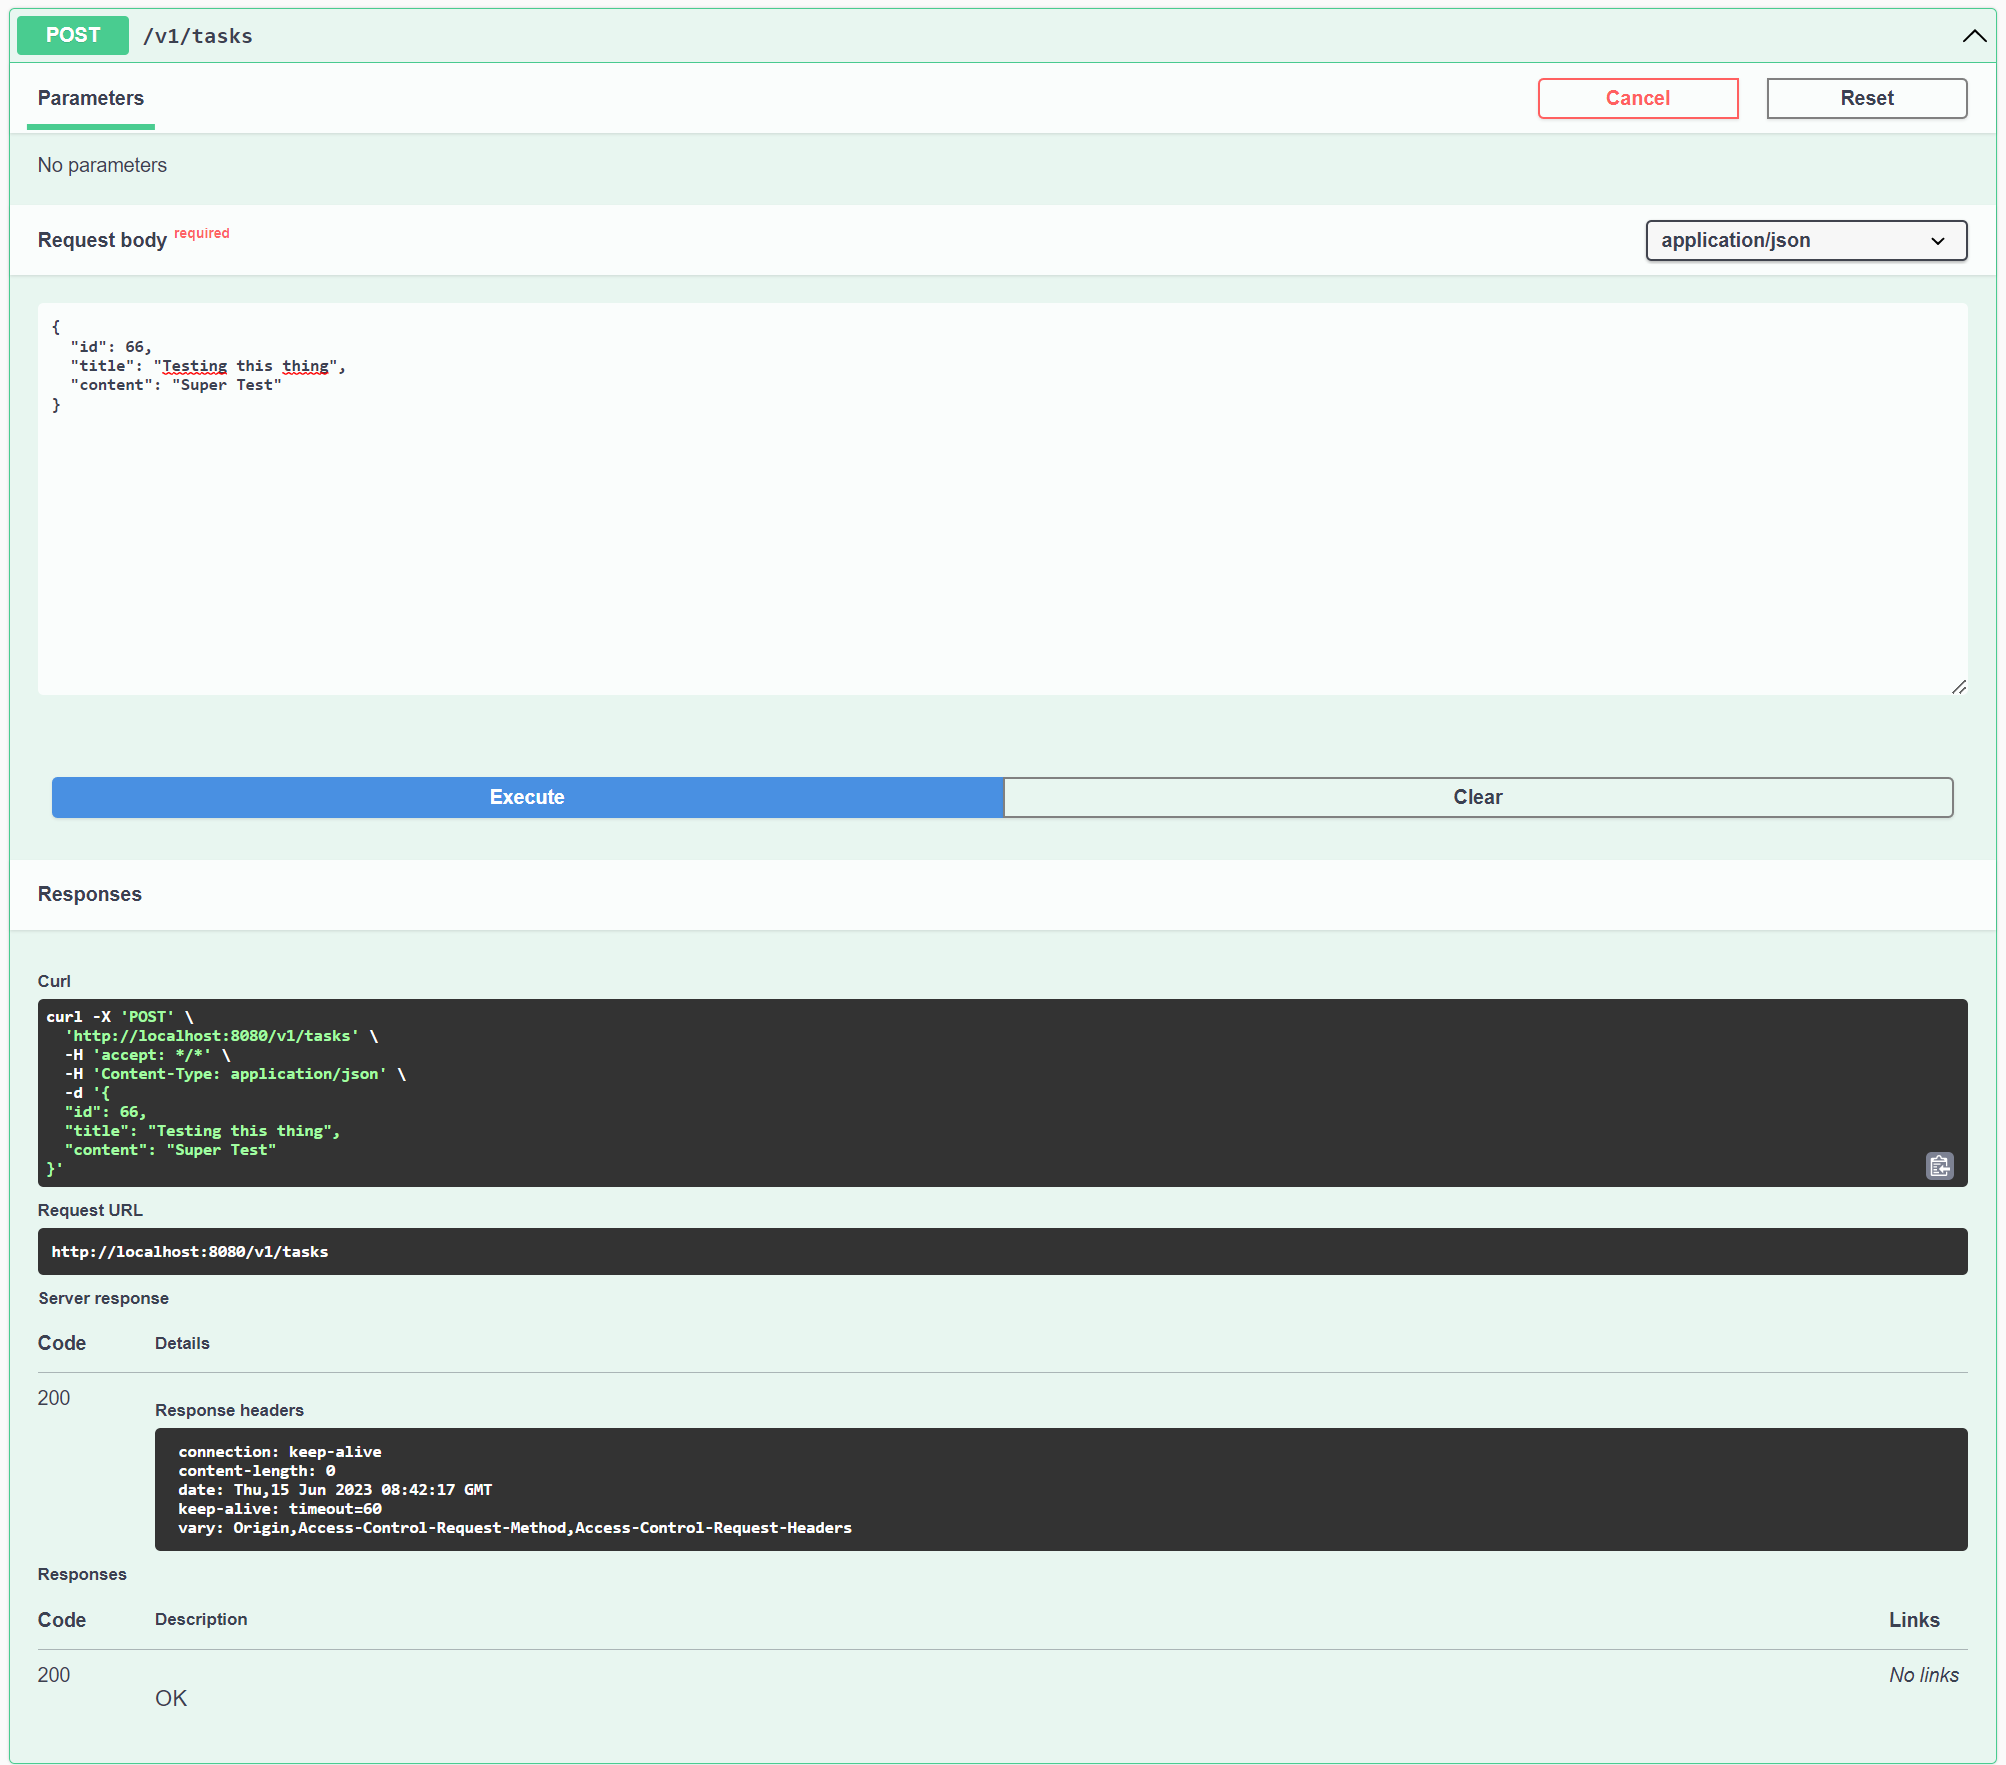 POST /v1/tasks
Parameters
Cancel
Reset
No parameters
Request body required
application/json
{
  "id": 66,
  "title": "Testing this thing",
  "content": "Super Test"
}
Execute
Clear
Responses
Curl
curl -X 'POST' \
  'http://localhost:8080/v1/tasks' \
  -H 'accept: */*' \
  -H 'Content-Type: application/json' \
  -d '{
  "id": 66,
  "title": "Testing this thing",
  "content": "Super Test"
}'
Request URL
http://localhost:8080/v1/tasks
Server response
Code Details
200
Response headers
connection: keep-alive
content-length: 0
date: Thu,15 Jun 2023 08:42:17 GMT
keep-alive: timeout=60
vary: Origin,Access-Control-Request-Method,Access-Control-Request-Headers
Responses
Code Description Links
200 No links
OK